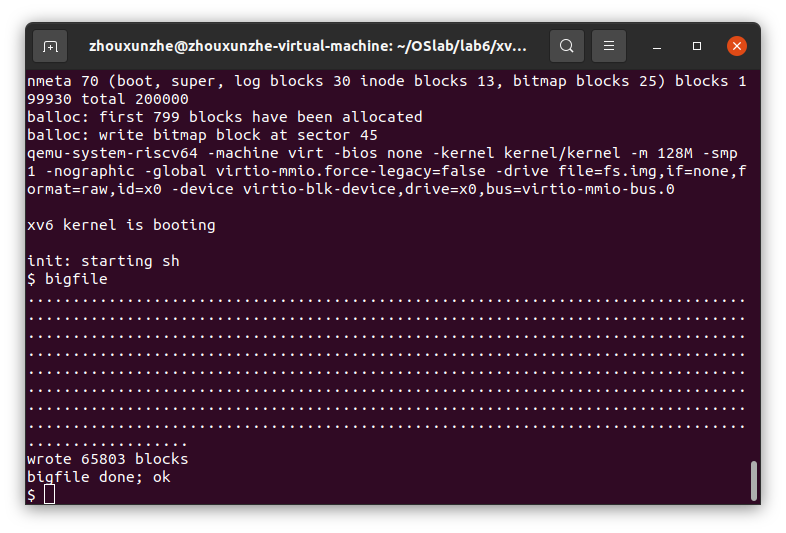 zhouxunzhe@zhouxunzhe-virtual-machine: ~/OSlab/lab6/xv...
nmeta 70 (boot, super, log blocks 30 inode blocks 13, bitmap blocks 25) blocks 1
99930 total 200000
balloc: first 799 blocks have been allocated
balloc: write bitmap block at sector 45
qemu-system-riscv64 -machine virt -bios none -kernel kernel/kernel -m 128M -smp
1 -nographic -global virtio-mmio.force-legacy=false -drive file=fs.img,if=none,f
ormat=raw,id=x0 -device virtio-blk-device,drive=x0,bus=virtio-mmio-bus.0
xv6 kernel is booting
init: starting sh
$ bigfile
................................................................................
................................................................................
................................................................................
................................................................................
................................................................................
................................................................................
................................................................................
................................................................................
..................
wrote 65803 blocks
bigfile done; ok
$